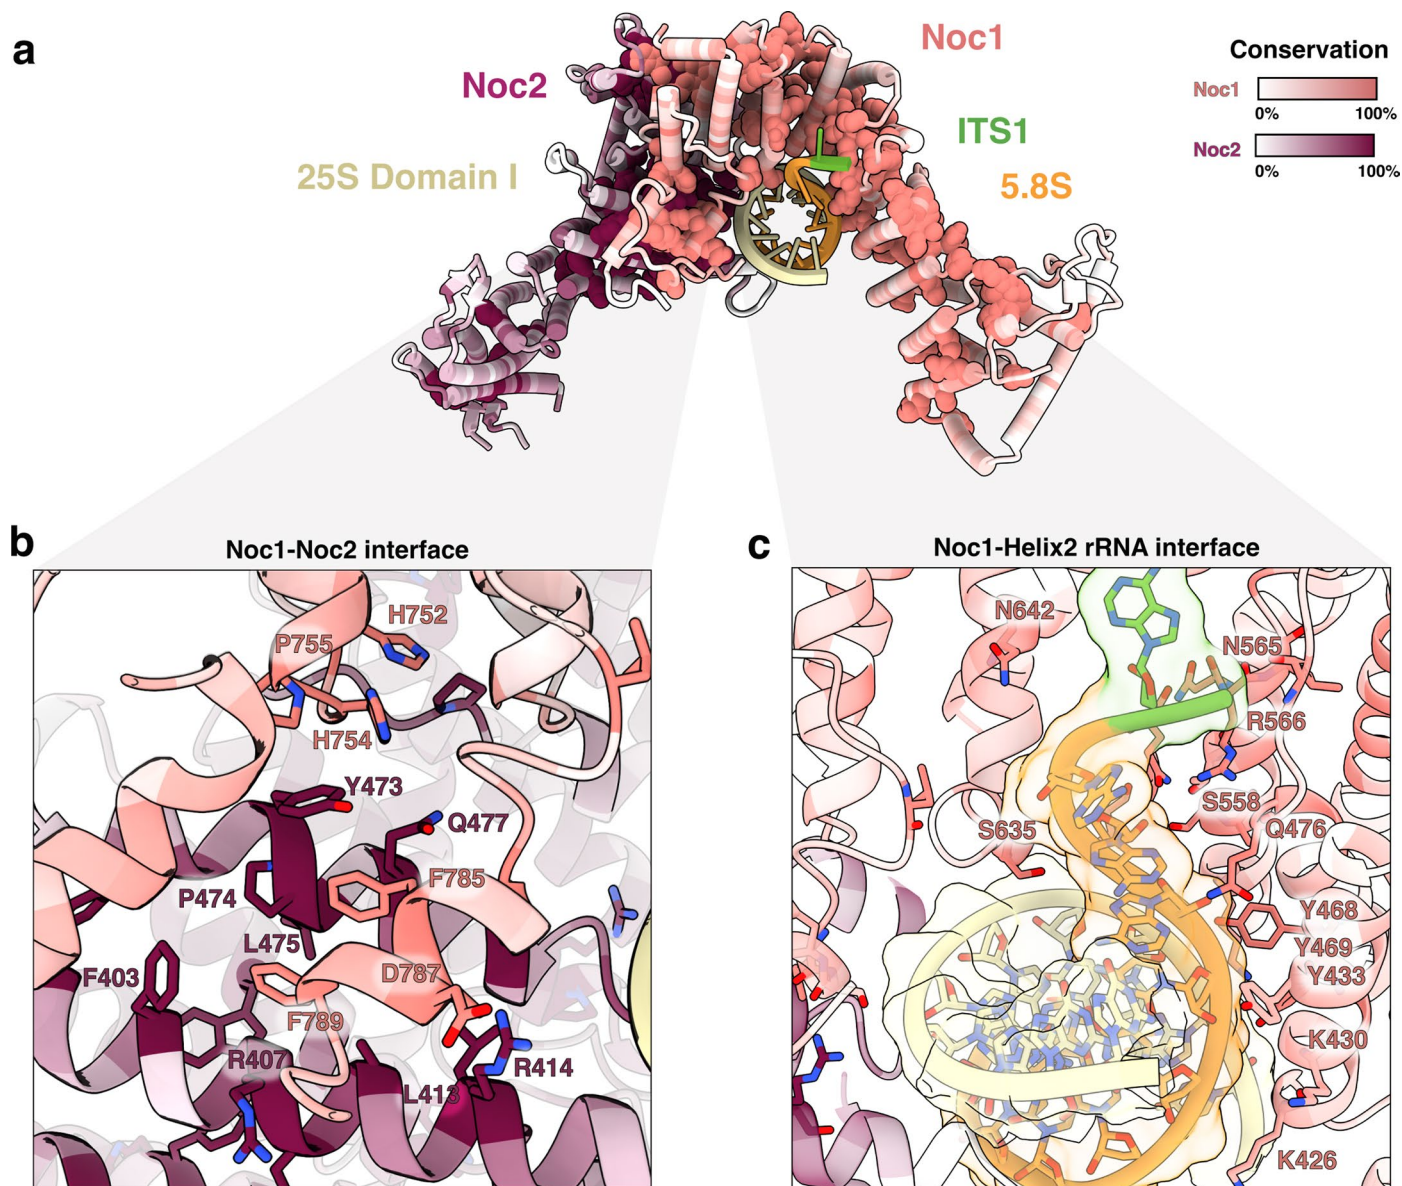 a
Noc1
Noc2
ITS1
25S Domain I
5.8S
Conservation
Noc1
0% 100%
Noc2
0% 100%
b
Noc1-Noc2 interface
H752
P755
H754
Y473
Q477
F785
P474
L475
F403
D787
F789
R407
R414
L413
c
Noc1-Helix2 rRNA interface
N642
N565
R566
S558
S635
Q476
Y468
Y469
Y433
K430
K426